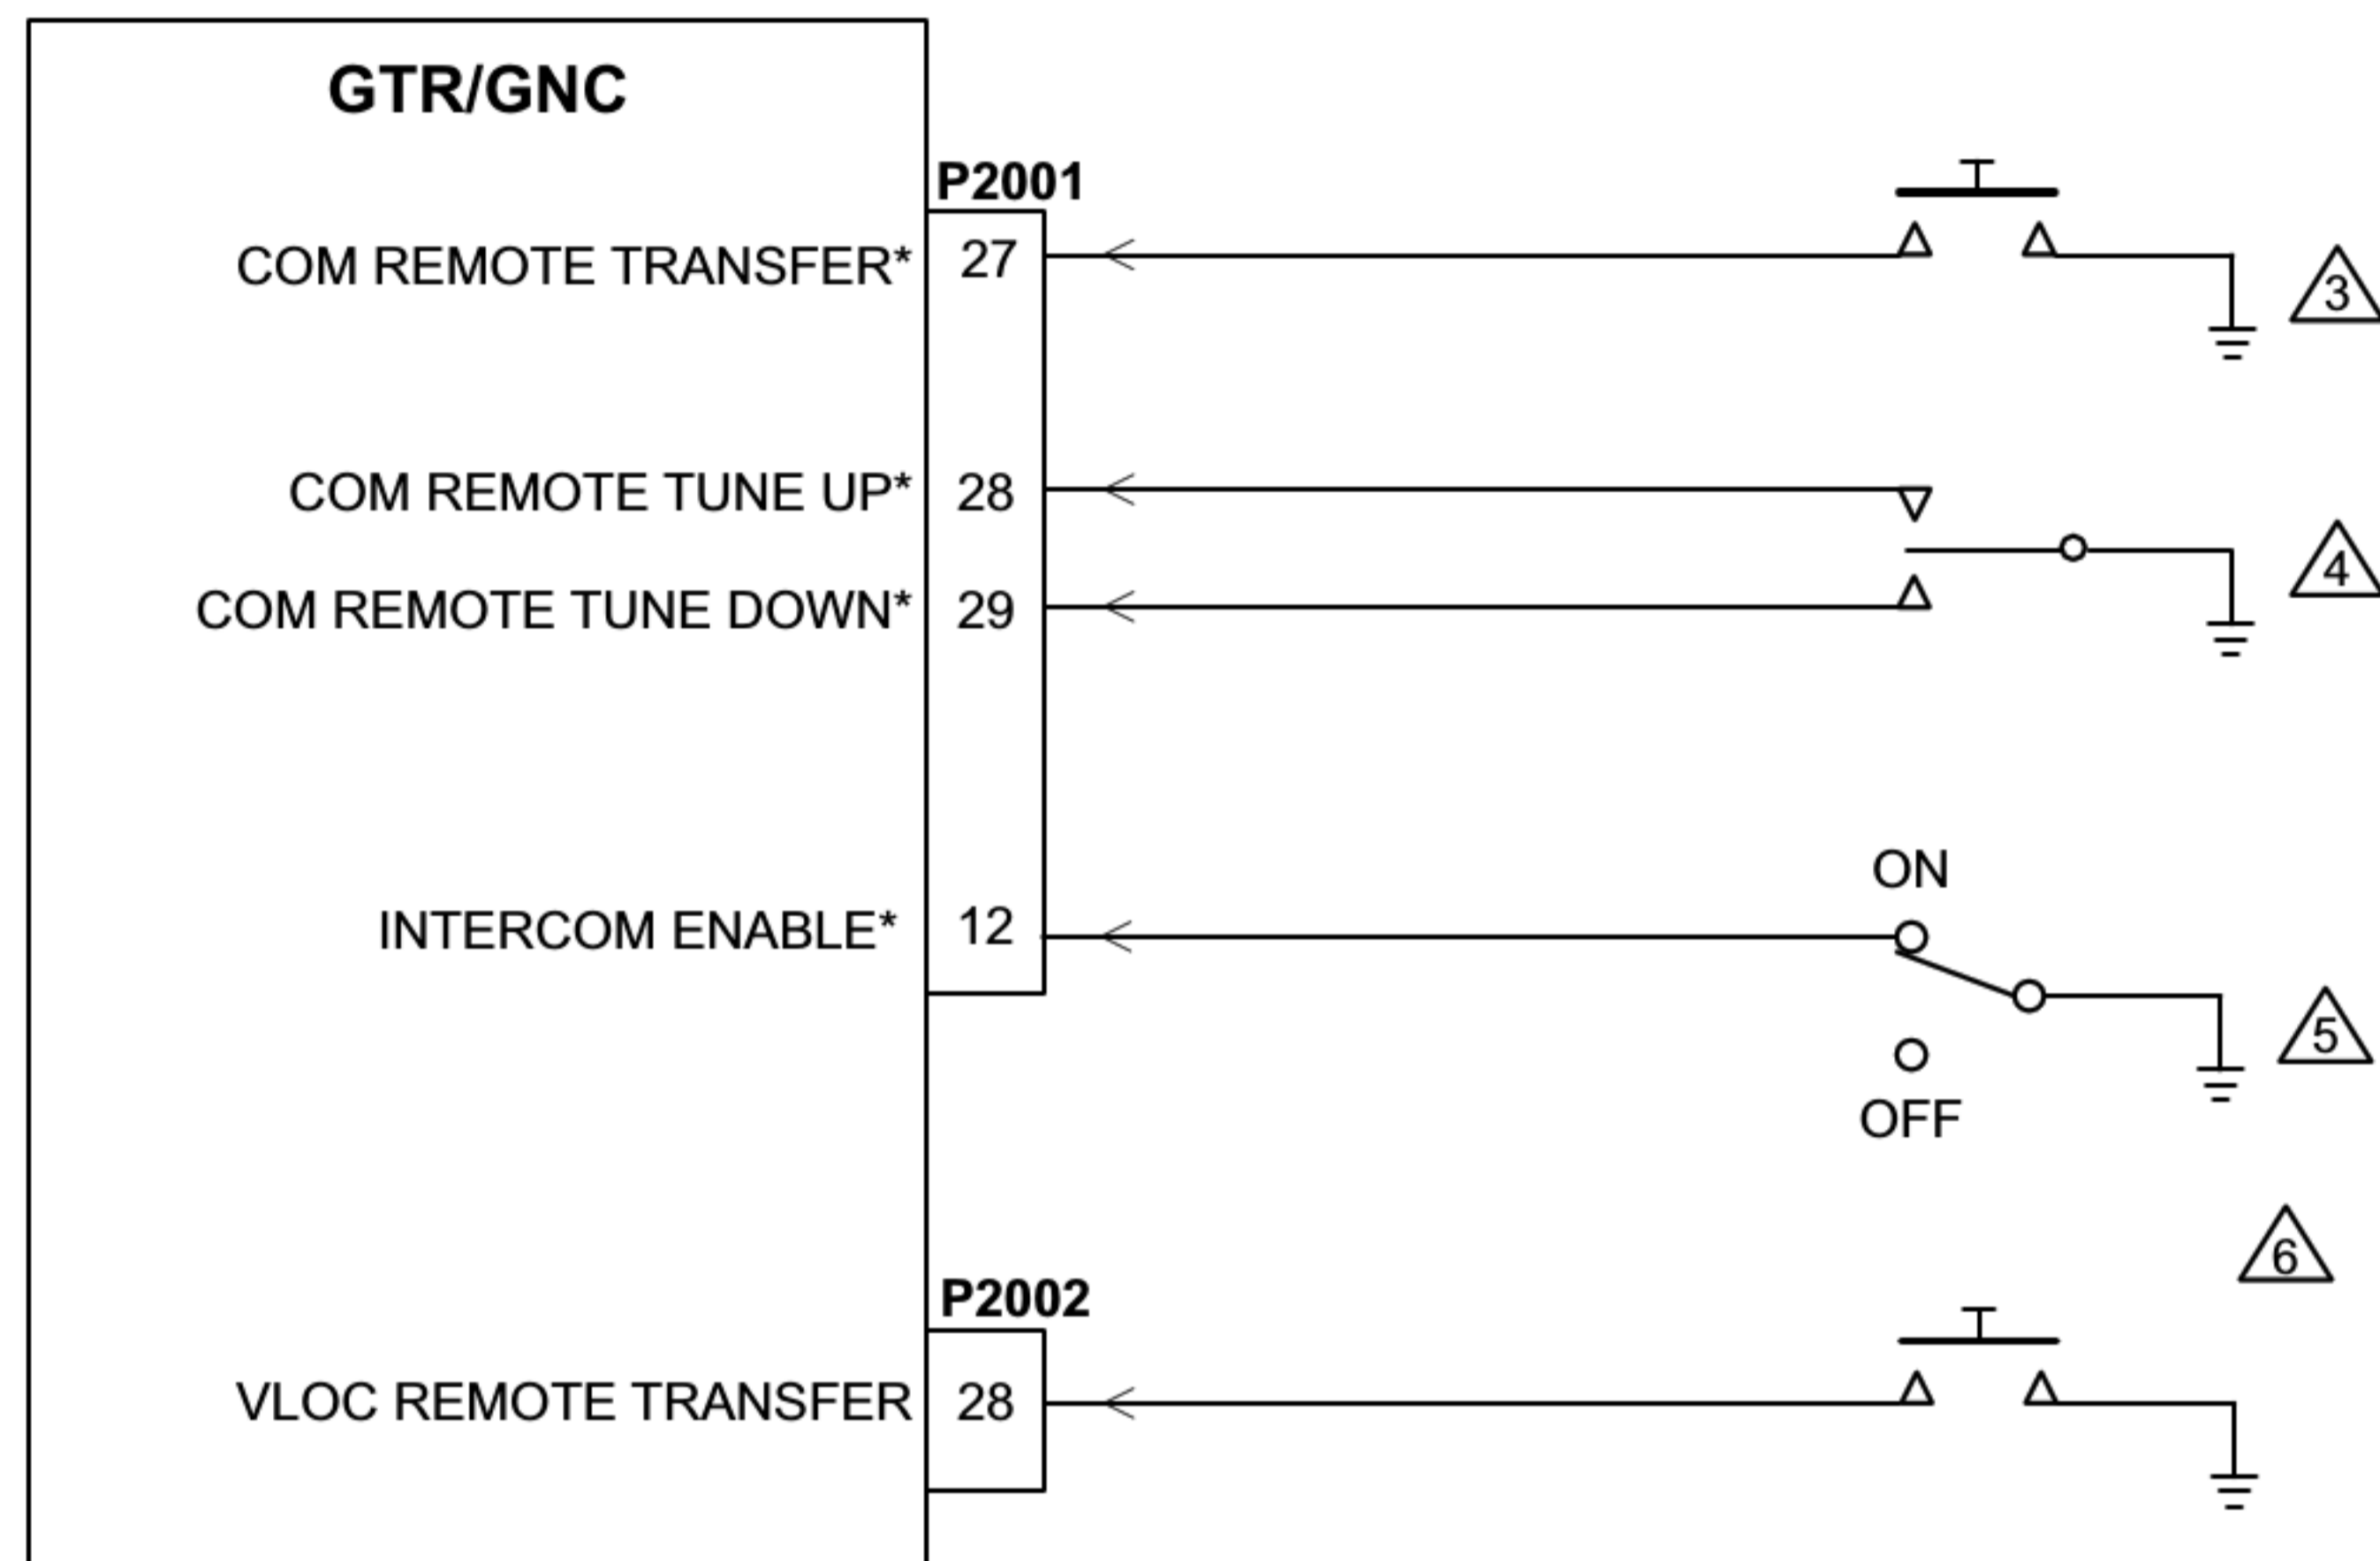 GTR/GNC
P2001
COM REMOTE TRANSFER* 27
3
COM REMOTE TUNE UP* 28
4
COM REMOTE TUNE DOWN* 29
ON
INTERCOM ENABLE* 12
5
OFF
6
P2002
VLOC REMOTE TRANSFER 28